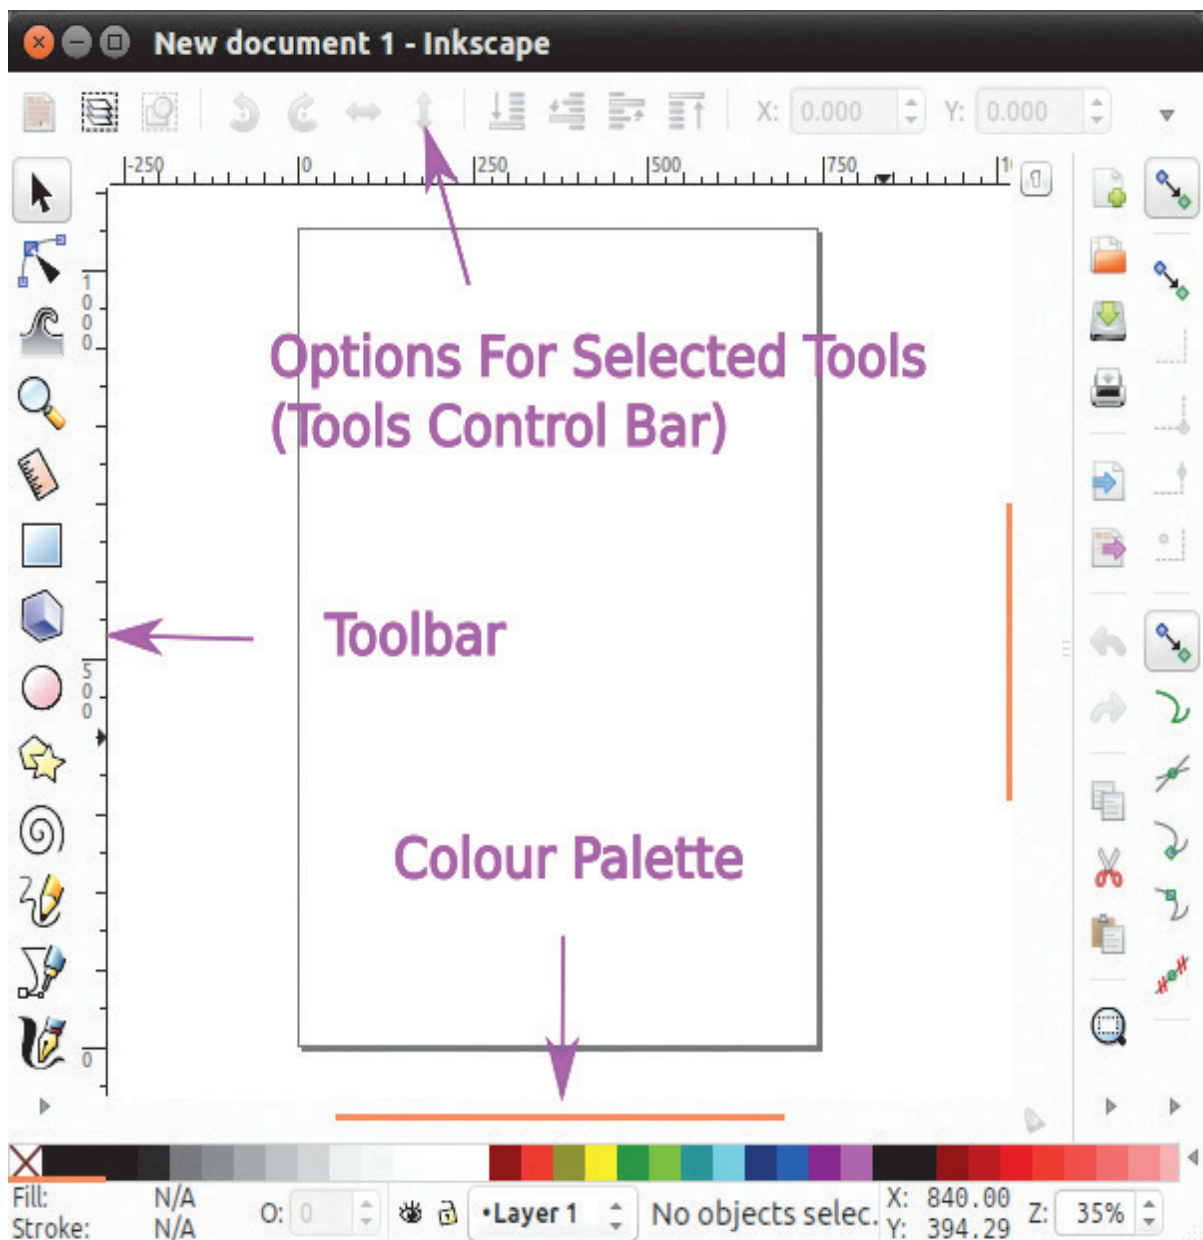 New document 1 - Inkscape
X: 0.000 Y: 0.000
-250 0 250 500 750
1000
Options For Selected Tools
(Tools Control Bar)
Toolbar
500
Colour Palette
0
Fill: N/A O: 0 •Layer 1 No objects selec. X: 840.00 Z: 35%
Stroke: N/A Y: 394.29